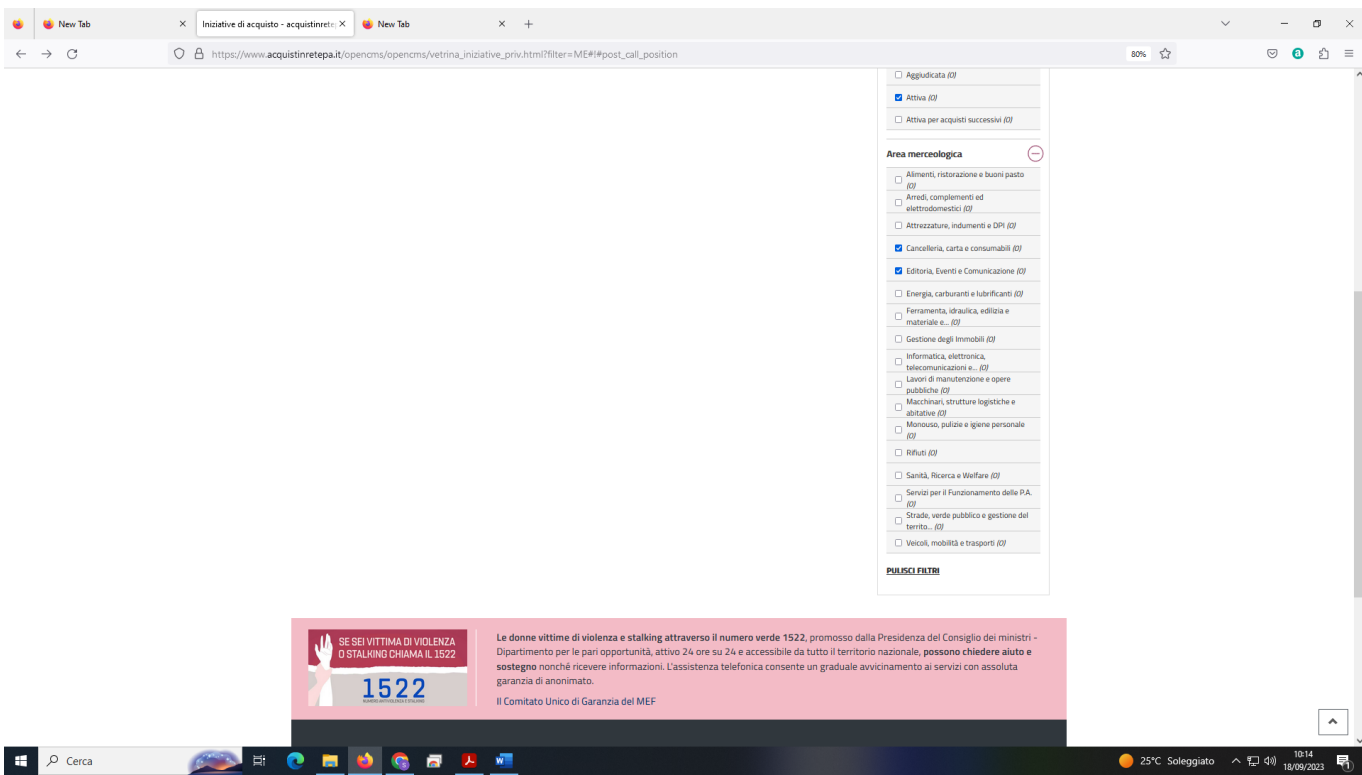 New Tab
Iniziative di acquisto - acquistinrete
New Tab
https://www.acquistinretepa.it/opencms/opencms/vetrina_iniziative_priv.html?filter=ME#!#post_call_position
80%
Aggiudicata (0)
Attiva (0)
Attiva per acquisti successivi (0)
Area merceologica
Alimenti, ristorazione e buoni pasto
(0)
Arredi, complementi ed
elettrodomestici (0)
Attrezzature, indumenti e DPI (0)
Cancelleria, carta e consumabili (0)
Editoria, Eventi e Comunicazione (0)
Energia, carburanti e lubrificanti (0)
Ferramenta, idraulica, edilizia e
materiale e... (0)
Gestione degli Immobili (0)
Informatica, elettronica,
telecomunicazioni e... (0)
Lavori di manutenzione e opere
pubbliche (0)
Macchinari, strutture logistiche e
abitative (0)
Monouso, pulizie e igiene personale
(0)
Rifiuti (0)
Sanità, Ricerca e Welfare (0)
Servizi per il Funzionamento delle P.A.
(0)
Strade, verde pubblico e gestione del
territo... (0)
Veicoli, mobilità e trasporti (0)
PULISCI FILTRI
SE SEI VITTIMA DI VIOLENZA
O STALKING CHIAMA IL 1522
1522
NUMERO ANTIVIOLENZA E STALKING
Le donne vittime di violenza e stalking attraverso il numero verde 1522, promosso dalla Presidenza del Consiglio dei ministri -
Dipartimento per le pari opportunità, attivo 24 ore su 24 e accessibile da tutto il territorio nazionale, possono chiedere aiuto e
sostegno nonché ricevere informazioni. L'assistenza telefonica consente un graduale avvicinamento ai servizi con assoluta
garanzia di anonimato.
Il Comitato Unico di Garanzia del MEF
Cerca
25°C Soleggiato
10:14
18/09/2023